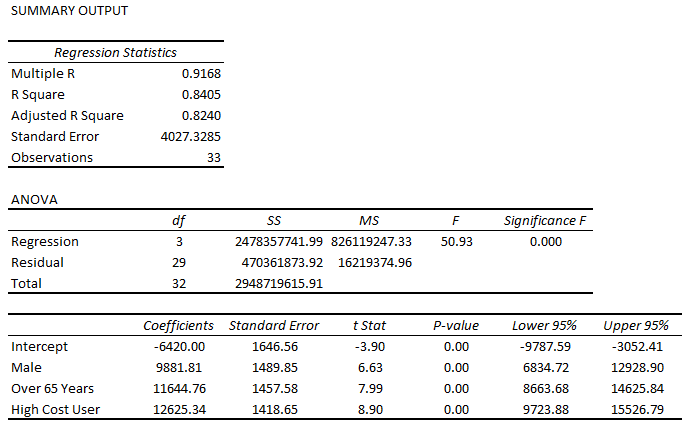 SUMMARY OUTPUT
Regression Statistics
Multiple R 0.9168
R Square 0.8405
Adjusted R Square 0.8240
Standard Error 4027.3285
Observations 33
ANOVA
df SS MS F Significance F
Regression 3 2478357741.99 826119247.33 50.93 0.000
Residual 29 470361873.92 16219374.96
Total 32 2948719615.91
Coefficients Standard Error t Stat P-value Lower 95% Upper 95%
Intercept -6420.00 1646.56 -3.90 0.00 -9787.59 -3052.41
Male 9881.81 1489.85 6.63 0.00 6834.72 12928.90
Over 65 Years 11644.76 1457.58 7.99 0.00 8663.68 14625.84
High Cost User 12625.34 1418.65 8.90 0.00 9723.88 15526.79